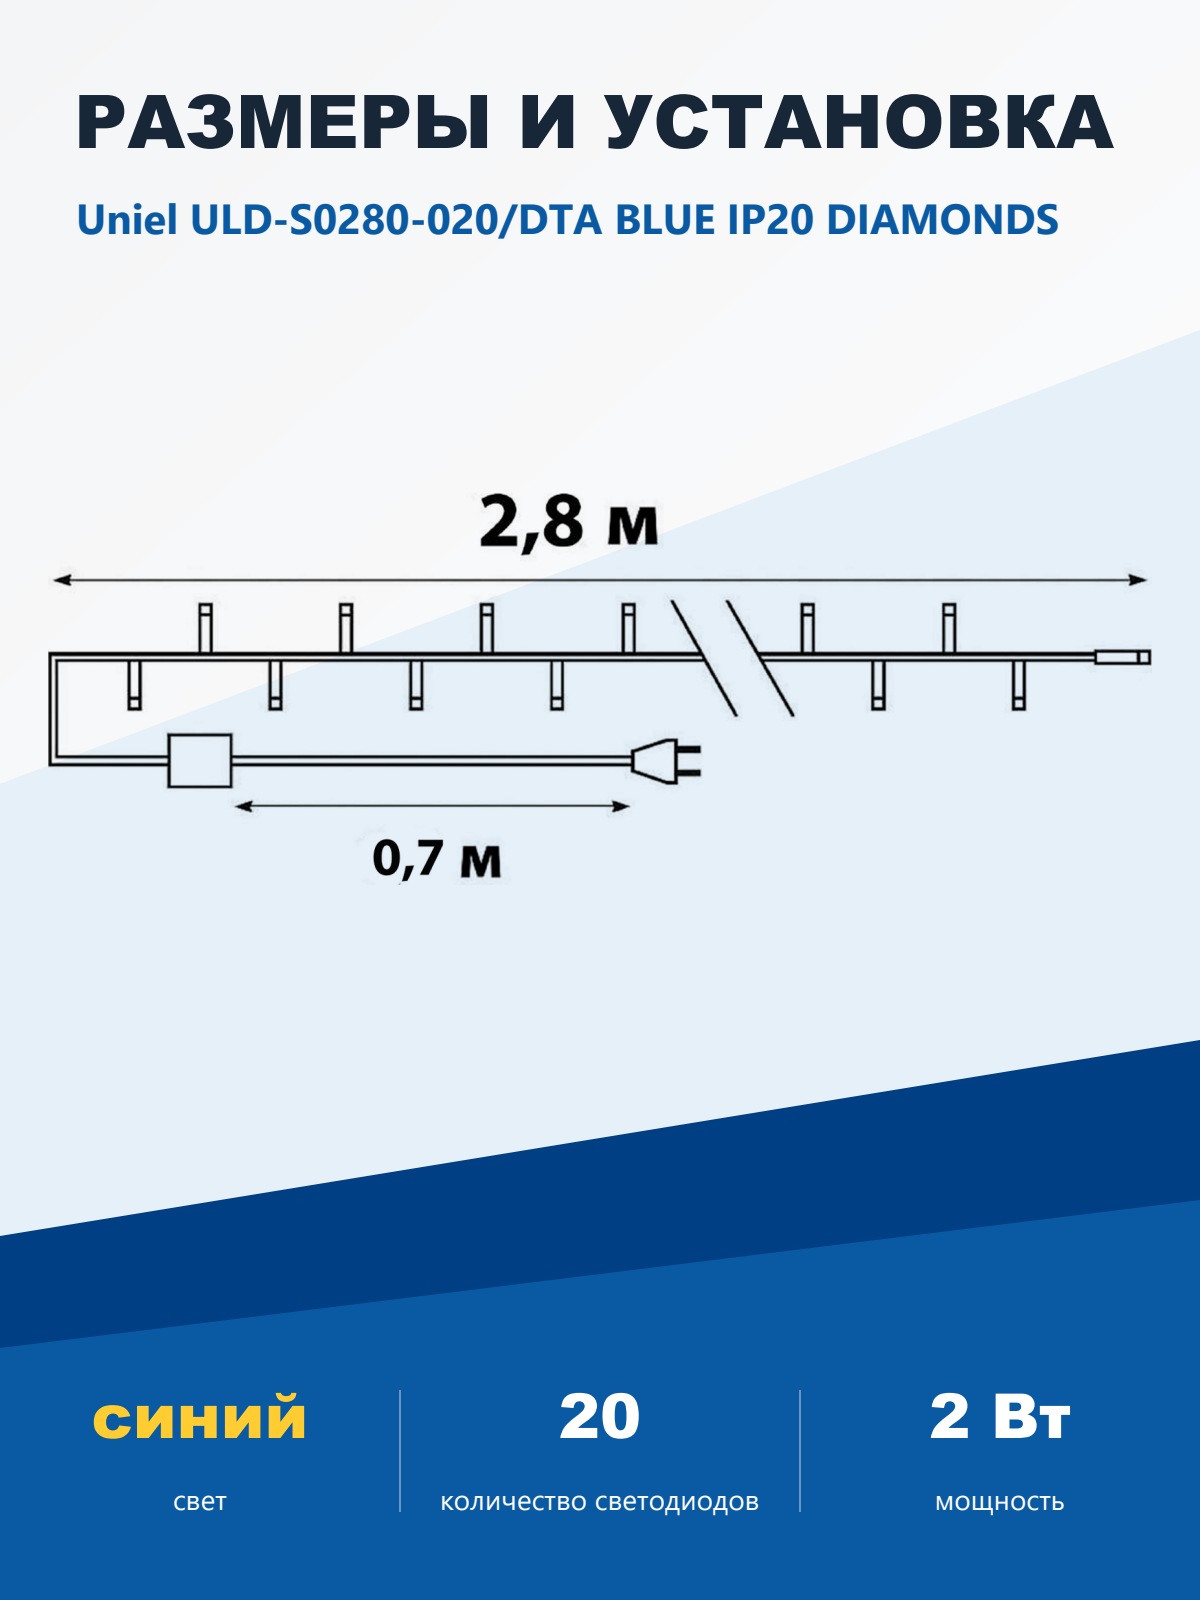 РАЗМЕРЫ И УСТАНОВКА
Uniel ULD-S0280-020/DTA BLUE IP20 DIAMONDS
2,8 м
0,7 м
синий
свет
20
количество светодиодов
2 Вт
мощность